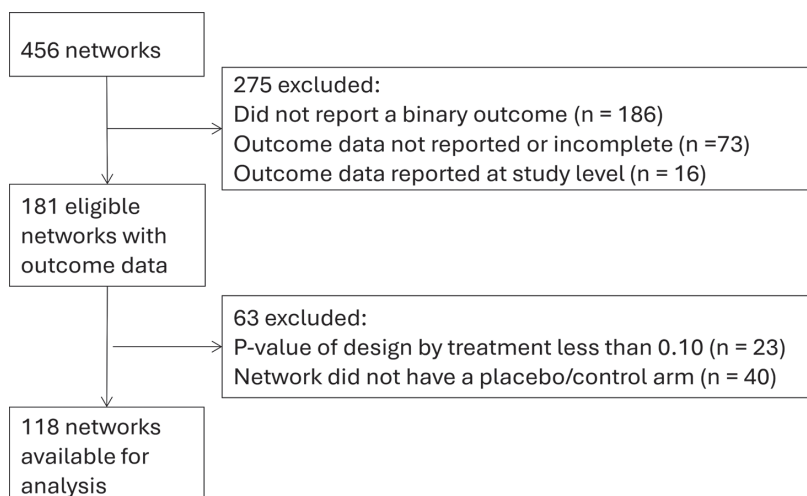 456 networks
275 excluded:
Did not report a binary outcome (n = 186)
Outcome data not reported or incomplete (n =73)
Outcome data reported at study level (n = 16)
181 eligible
networks with
outcome data
63 excluded:
P-value of design by treatment less than 0.10 (n = 23)
Network did not have a placebo/control arm (n = 40)
118 networks
available for
analysis